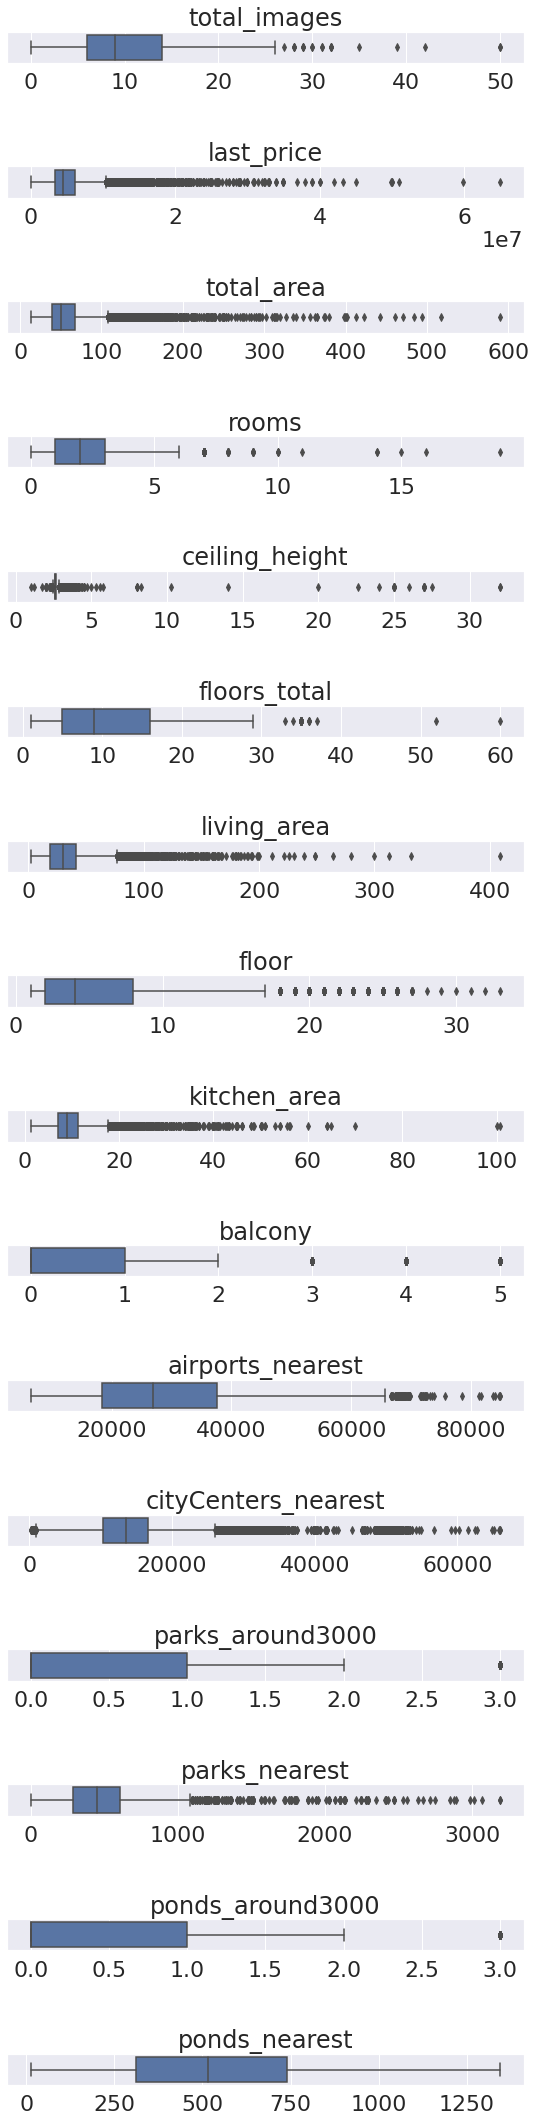 total_images
0 10 20 30 40 50
last_price
0 2 4 6
1e7
total_area
0 100 200 300 400 500 600
rooms
0 5 10 15
ceiling_height
0 5 10 15 20 25 30
floors_total
0 10 20 30 40 50 60
living_area
0 100 200 300 400
floor
0 10 20 30
kitchen_area
0 20 40 60 80 100
balcony
0 1 2 3 4 5
airports_nearest
20000 40000 60000 80000
cityCenters_nearest
0 20000 40000 60000
parks_around3000
0.0 0.5 1.0 1.5 2.0 2.5 3.0
parks_nearest
0 1000 2000 3000
ponds_around3000
0.0 0.5 1.0 1.5 2.0 2.5 3.0
ponds_nearest
0 250 500 750 1000 1250